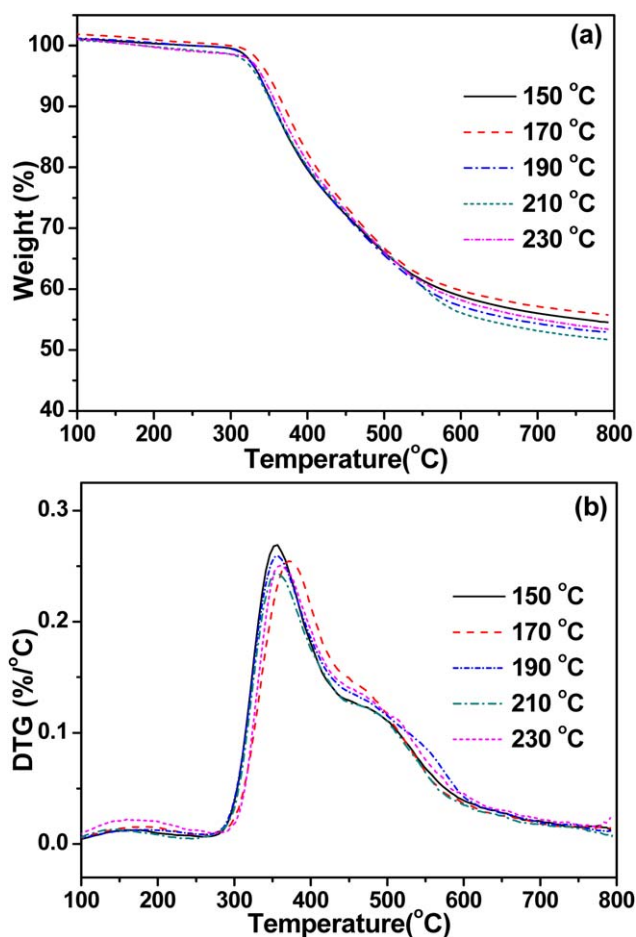 (a)
100
90
80
70
60
50
40
Weight (%)
150 °C
170 °C
190 °C
210 °C
230 °C
100 200 300 400 500 600 700 800
Temperature(°C)
(b)
0.3
0.2
0.1
0.0
DTG (%/°C)
150 °C
170 °C
190 °C
210 °C
230 °C
100 200 300 400 500 600 700 800
Temperature(°C)